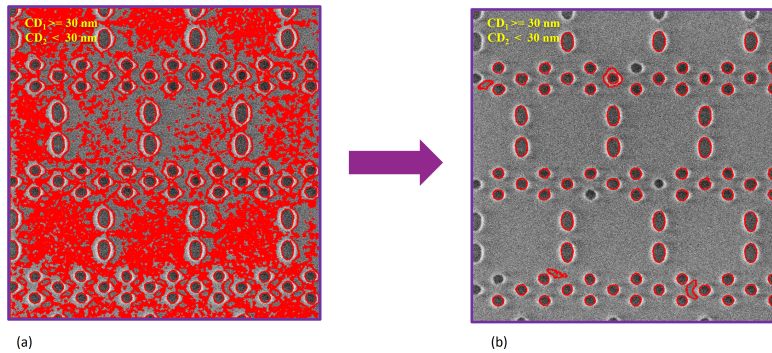 CD₁ >= 30 nm
CD₂ < 30 nm
CD₁ >= 30 nm
CD₂ < 30 nm
(a)
(b)